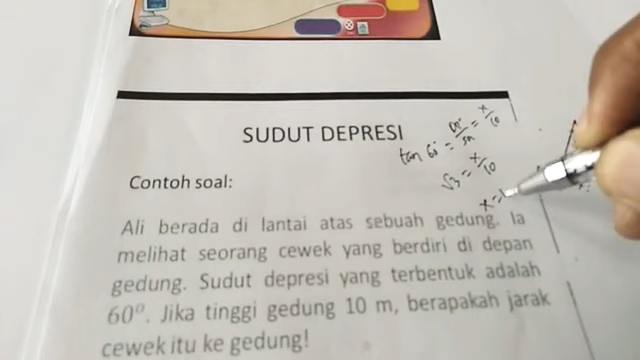 SUDUT DEPRESI
tan 60° = de/sa = x/10
√3 = x/10
x = 1
Contoh soal:
Ali berada di lantai atas sebuah gedung. Ia
melihat seorang cewek yang berdiri di depan
gedung. Sudut depresi yang terbentuk adalah
60°. Jika tinggi gedung 10 m, berapakah jarak
cewek itu ke gedung!